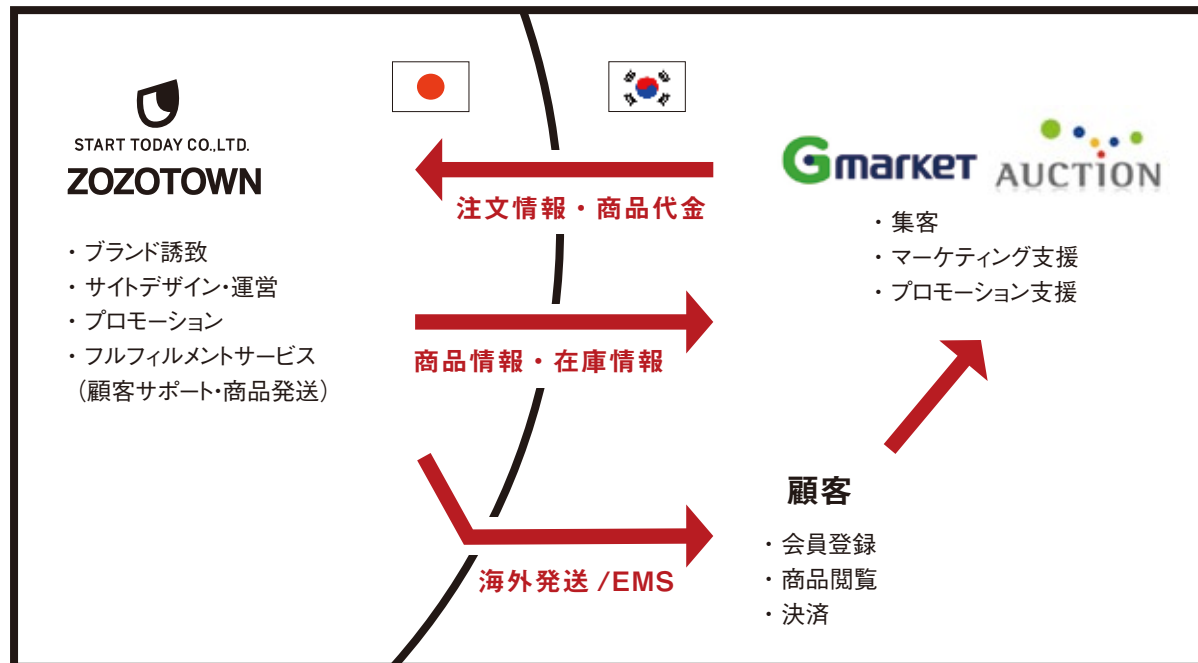 START TODAY CO.,LTD.
ZOZOTOWN
・ブランド誘致
・サイトデザイン・運営
・プロモーション
・フルフィルメントサービス
（顧客サポート・商品発送）
注文情報・商品代金
商品情報・在庫情報
海外発送 /EMS
Gmarket
AUCTION
・集客
・マーケティング支援
・プロモーション支援
顧客
・会員登録
・商品閲覧
・決済